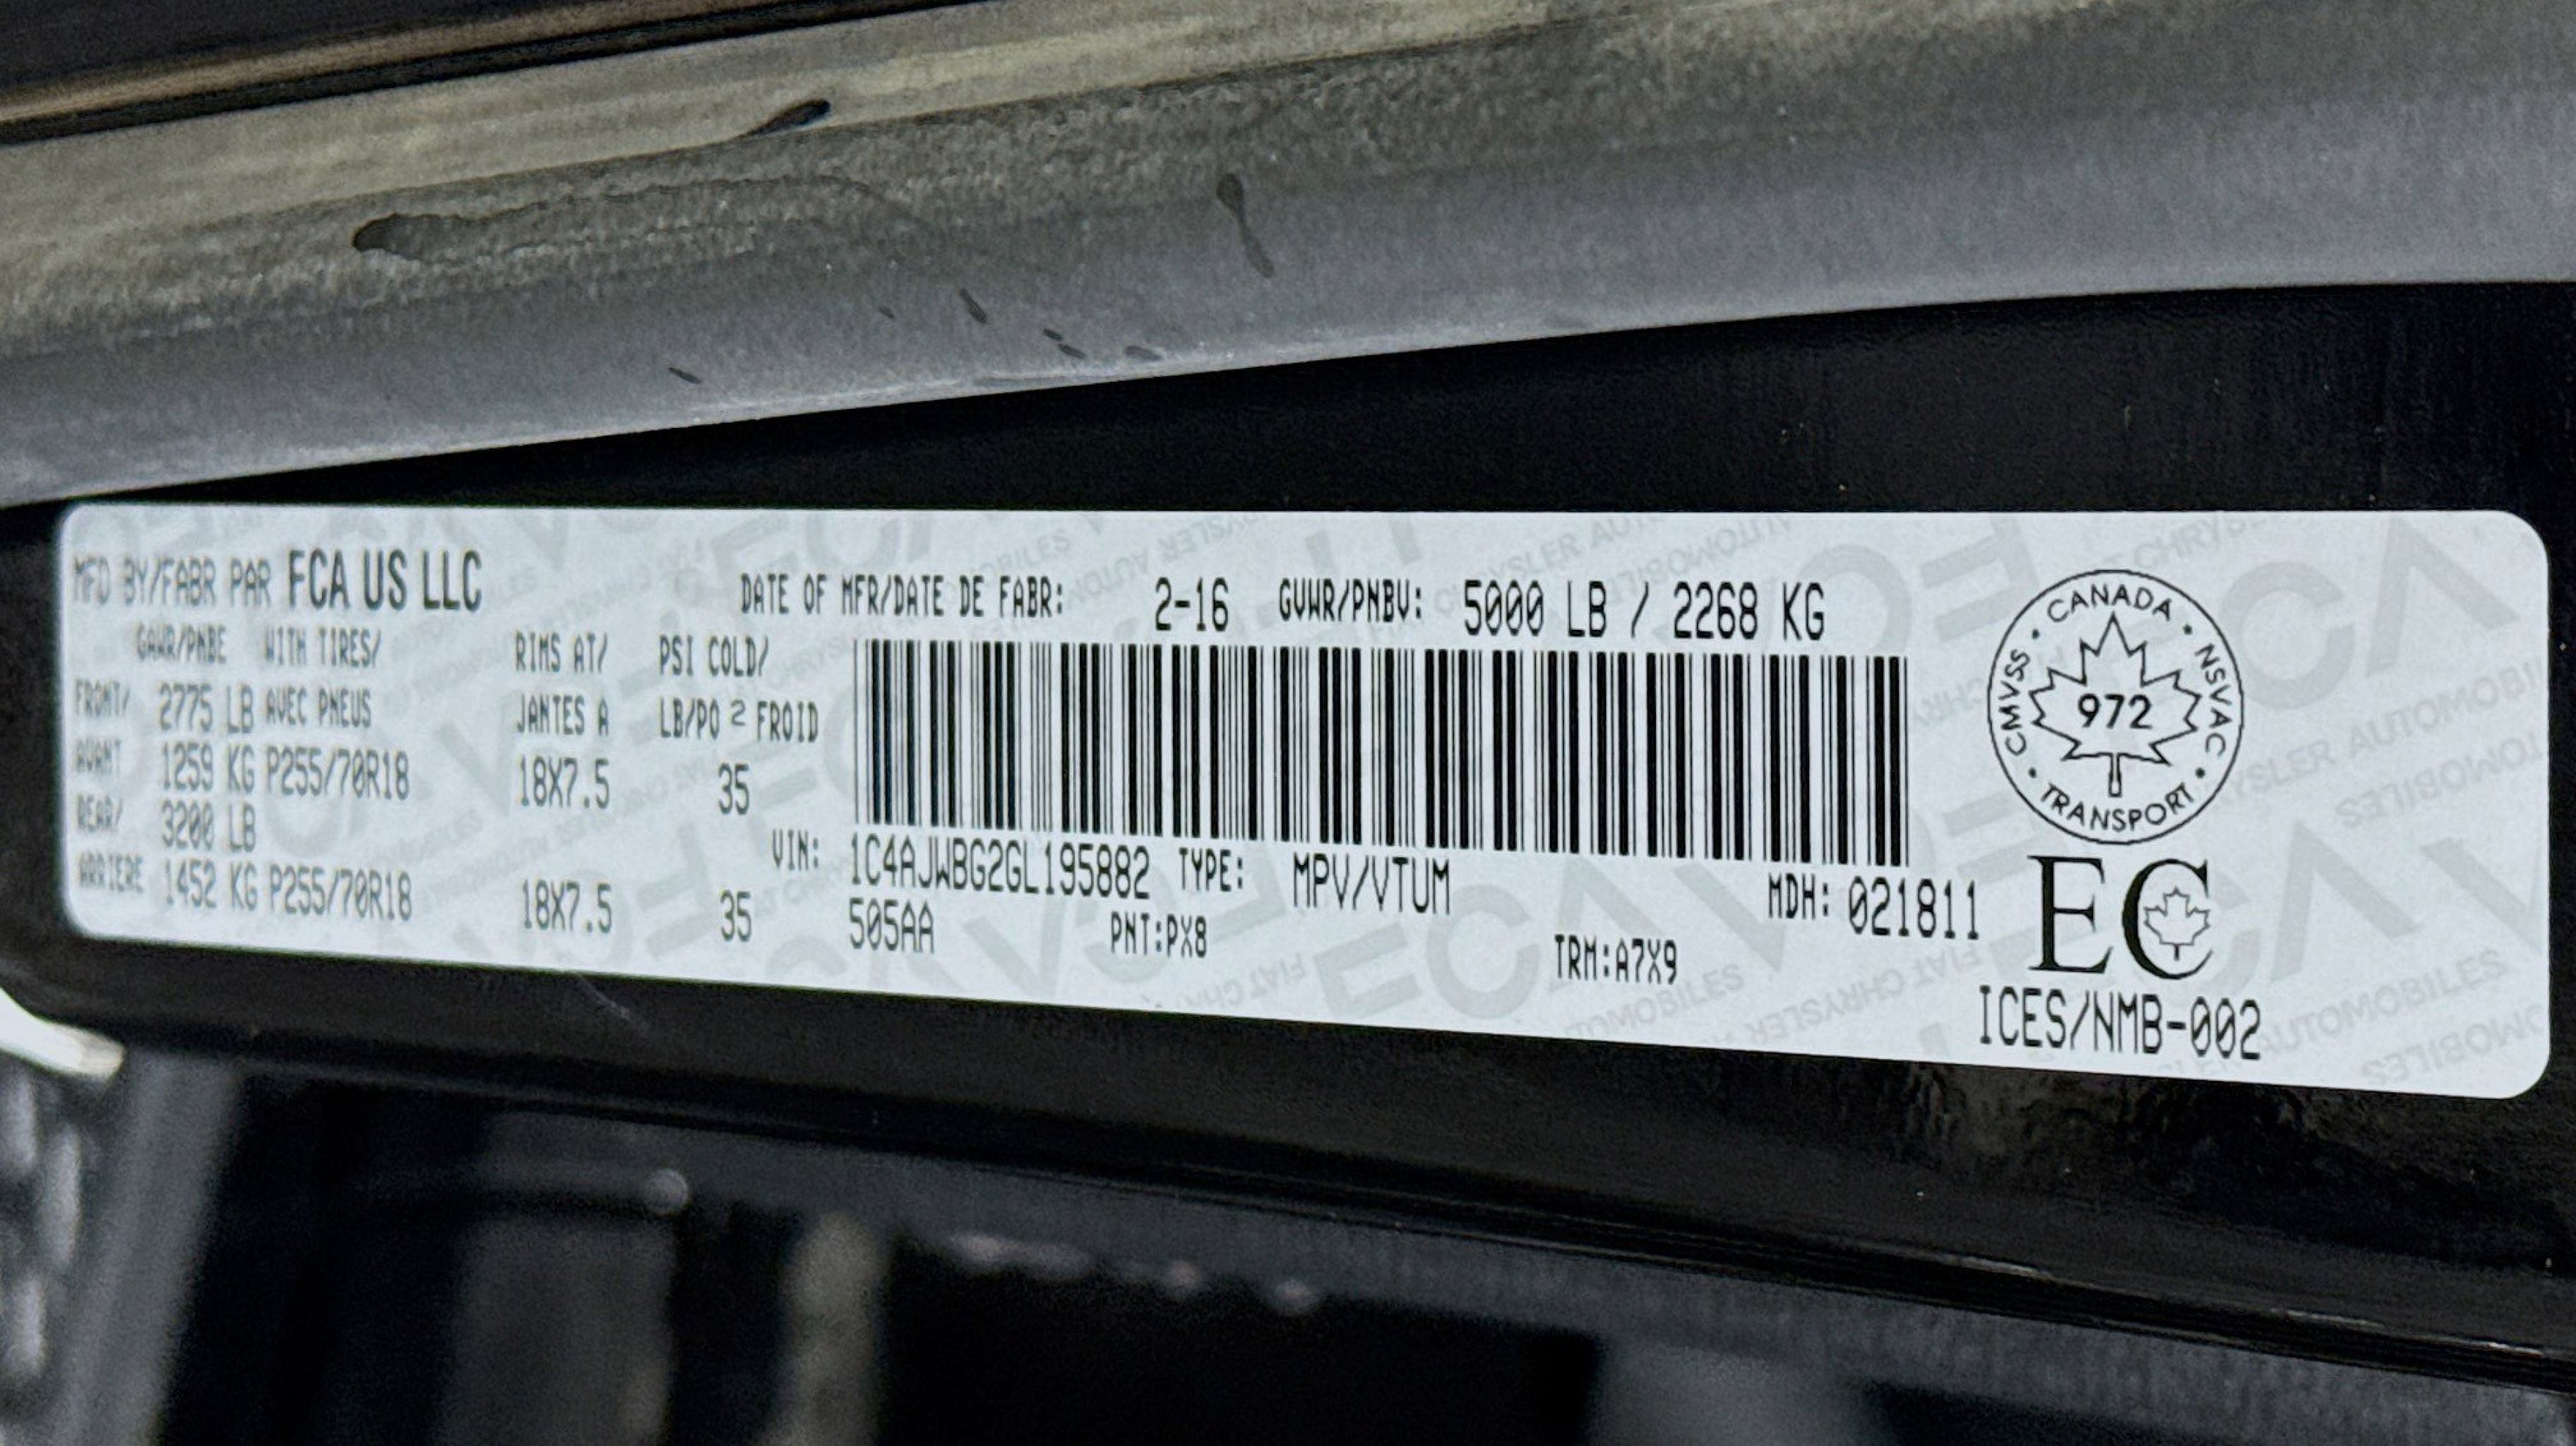 MFD BY/FABR PAR FCA US LLC
DATE OF MFR/DATE DE FABR: 2-16 GVWR/PNBV: 5000 LB / 2268 KG
GAWR/PNBE WITH TIRES/ RIMS AT/ PSI COLD/
FRONT/ 2775 LB AVEC PNEUS JANTES A LB/PO 2 FROID
AVANT 1259 KG P255/70R18 18X7.5 35
REAR/ 3200 LB
ARRIERE 1452 KG P255/70R18 18X7.5 35
VIN: 1C4AJWBG2GL195882 TYPE: MPV/VTUM MDH: 021811
505AA PNT:PX8 TRM:A7X9
CANADA • NSVAC • TRANSPORT • CMVSS •
972
EC
ICES/NMB-002